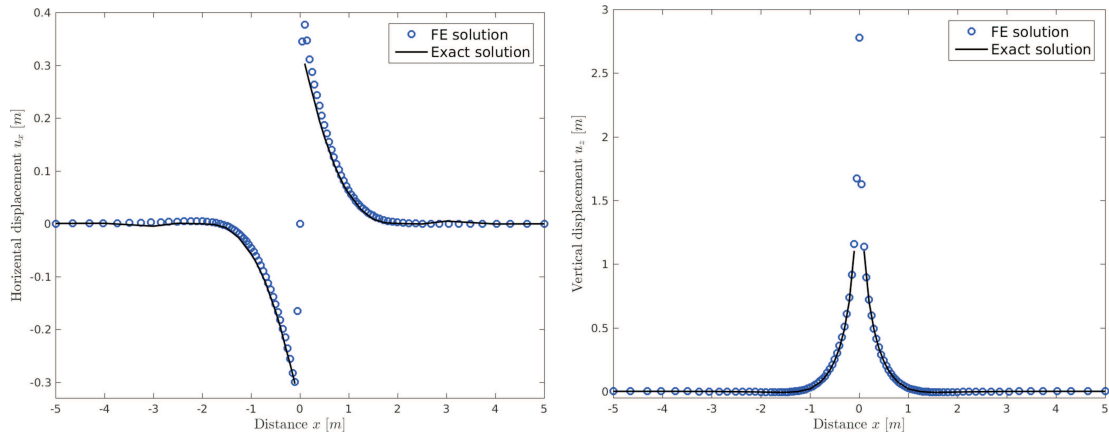 0.4
0.3
0.2
0.1
0
-0.1
-0.2
-0.3
-5 -4 -3 -2 -1 0 1 2 3 4 5
Horizental displacement u_x [m]
Distance x [m]
FE solution
Exact solution
3
2.5
2
1.5
1
0.5
0
-5 -4 -3 -2 -1 0 1 2 3 4 5
Vertical displacement u_z [m]
Distance x [m]
FE solution
Exact solution